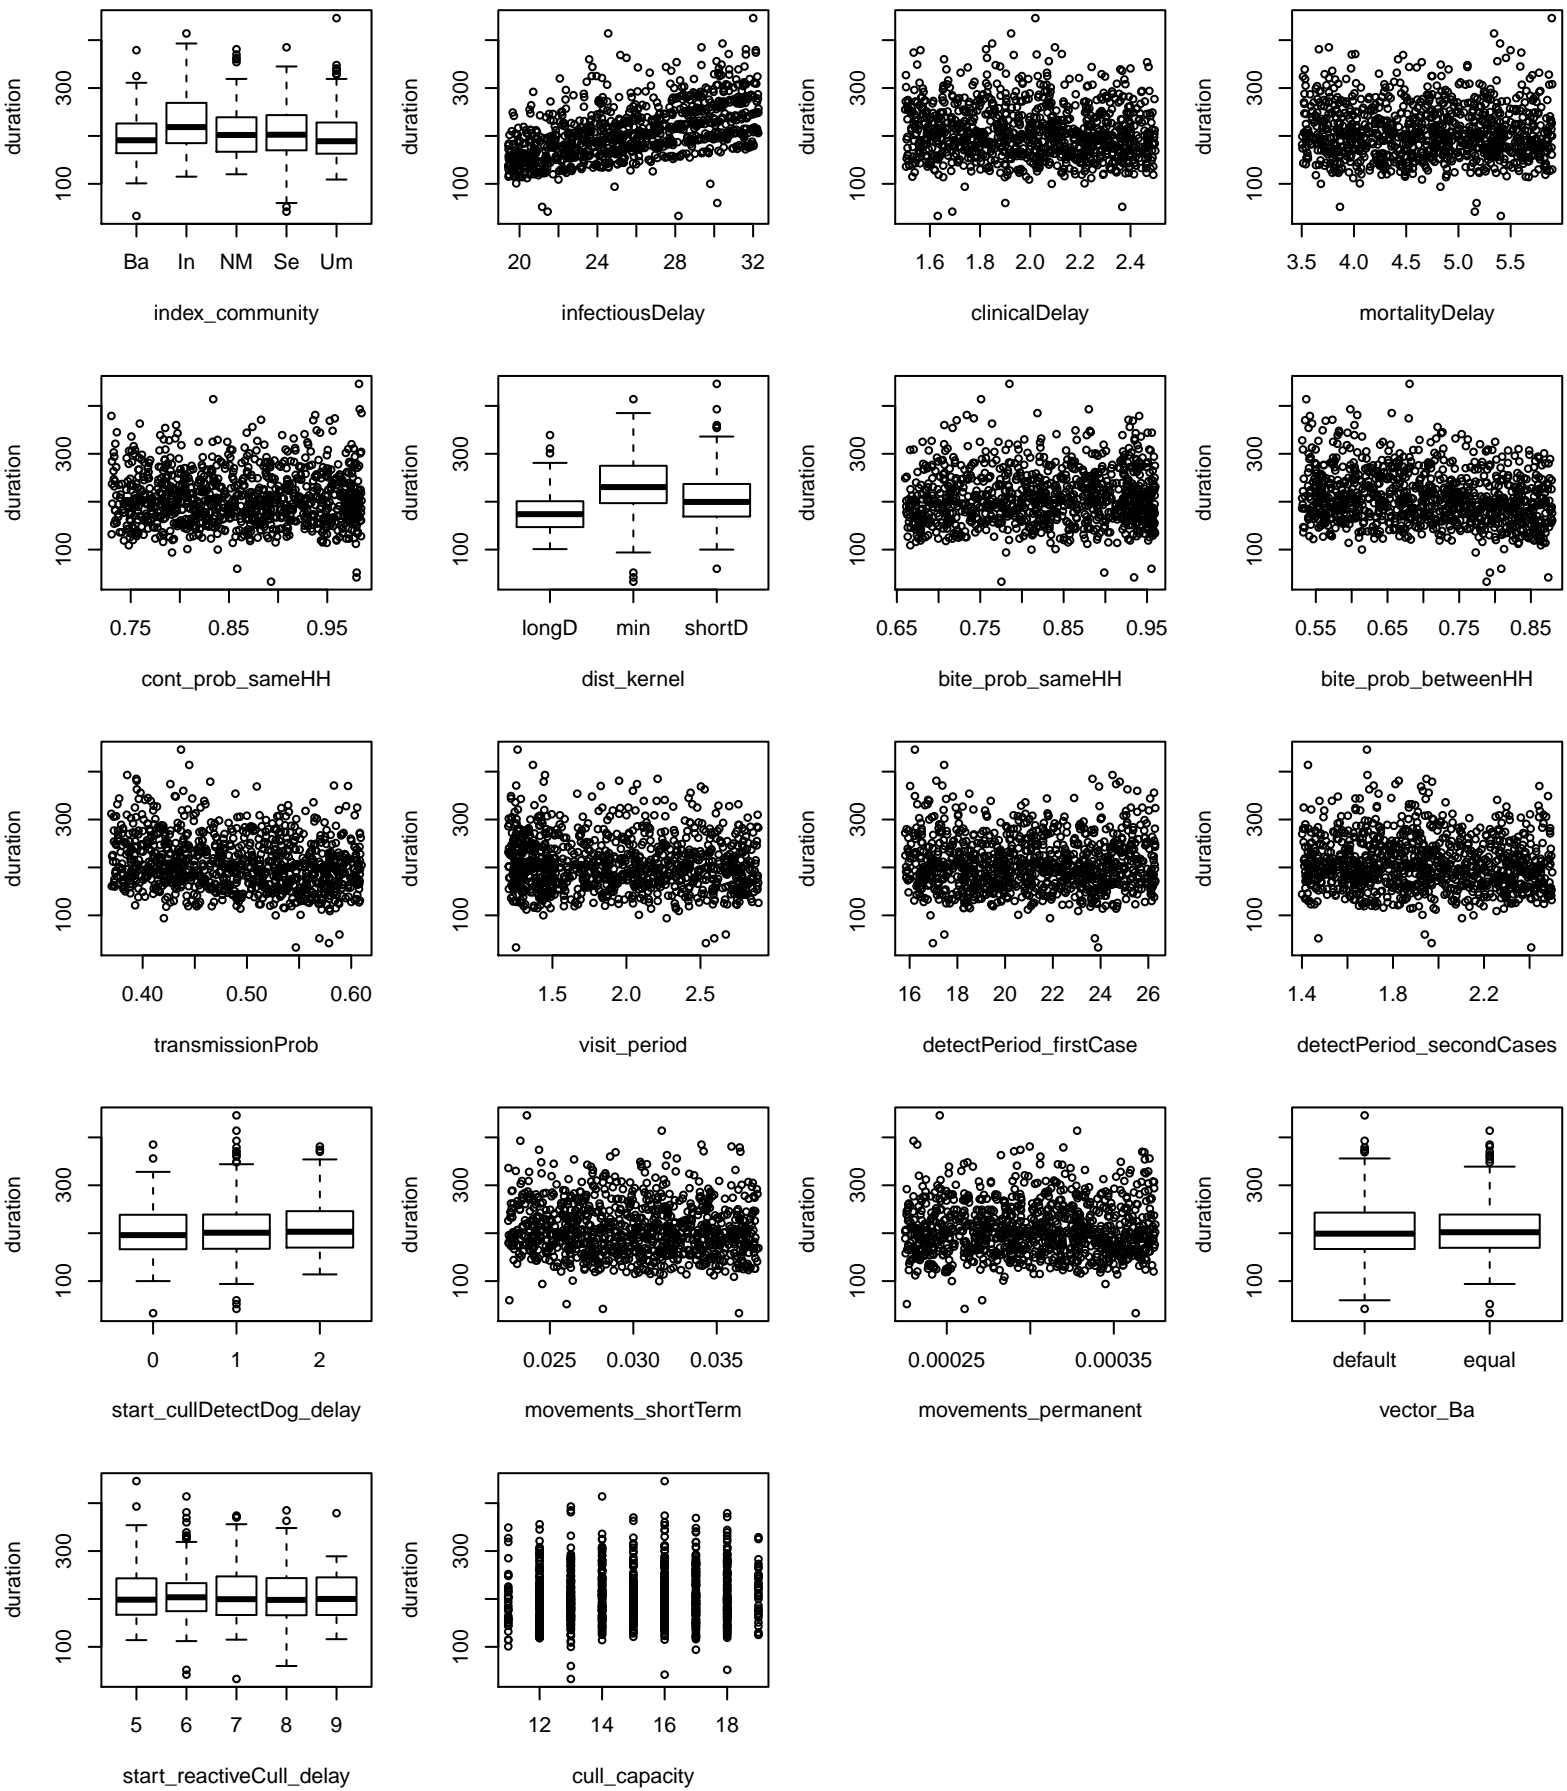 duration
300
100
Ba In NM Se Um
index_community
duration
300
100
20 24 28 32
infectiousDelay
duration
300
100
1.6 1.8 2.0 2.2 2.4
clinicalDelay
duration
300
100
3.5 4.0 4.5 5.0 5.5
mortalityDelay
duration
300
100
0.75 0.85 0.95
cont_prob_sameHH
duration
300
100
longD min shortD
dist_kernel
duration
300
100
0.65 0.75 0.85 0.95
bite_prob_sameHH
duration
300
100
0.55 0.65 0.75 0.85
bite_prob_betweenHH
duration
300
100
0.40 0.50 0.60
transmissionProb
duration
300
100
1.5 2.0 2.5
visit_period
duration
300
100
16 18 20 22 24 26
detectPeriod_firstCase
duration
300
100
1.4 1.8 2.2
detectPeriod_secondCases
duration
300
100
0 1 2
start_cullDetectDog_delay
duration
300
100
0.025 0.030 0.035
movements_shortTerm
duration
300
100
0.00025 0.00035
movements_permanent
duration
300
100
default equal
vector_Ba
duration
300
100
5 6 7 8 9
start_reactiveCull_delay
duration
300
100
12 14 16 18
cull_capacity